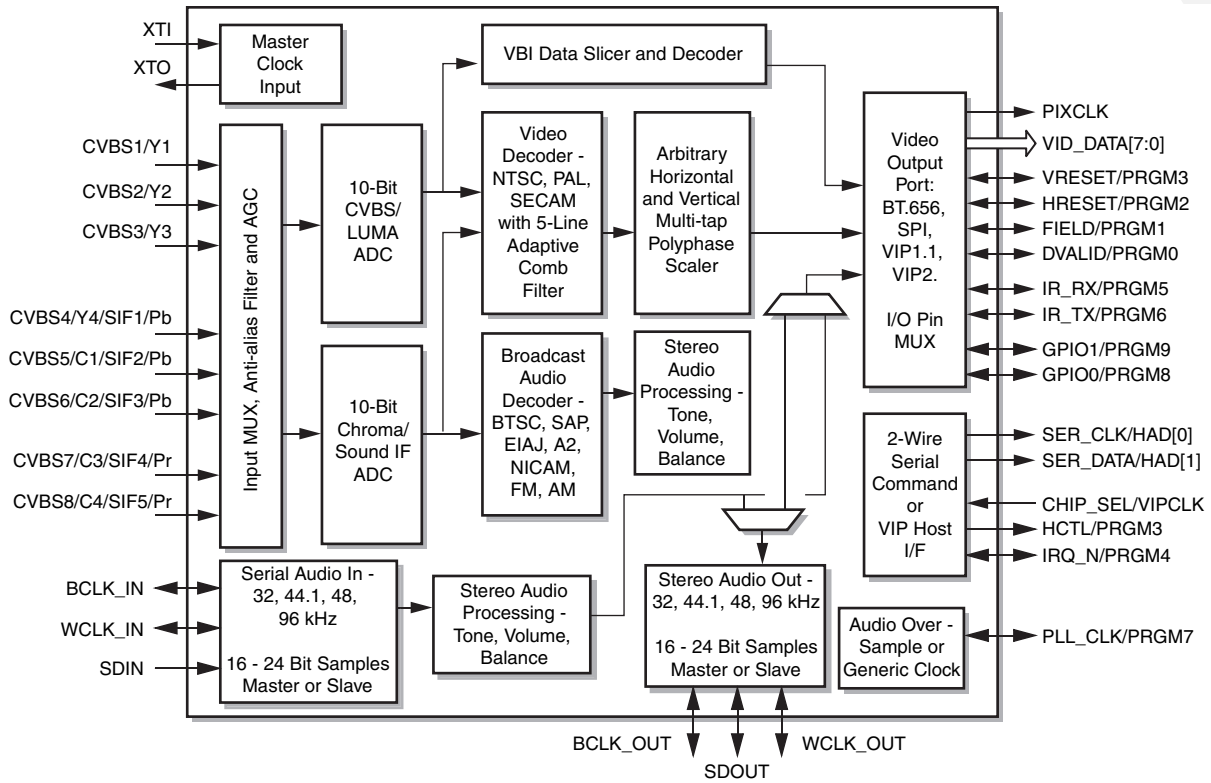 XTI
XTO
Master
Clock
Input
VBI Data Slicer and Decoder
CVBS1/Y1
CVBS2/Y2
CVBS3/Y3
CVBS4/Y4/SIF1/Pb
CVBS5/C1/SIF2/Pb
CVBS6/C2/SIF3/Pb
CVBS7/C3/SIF4/Pr
CVBS8/C4/SIF5/Pr
Input MUX, Anti-alias Filter and AGC
10-Bit
CVBS/
LUMA
ADC
10-Bit
Chroma/
Sound IF
ADC
Video
Decoder -
NTSC, PAL,
SECAM
with 5-Line
Adaptive
Comb
Filter
Arbitrary
Horizontal
and Vertical
Multi-tap
Polyphase
Scaler
Broadcast
Audio
Decoder -
BTSC, SAP,
EIAJ, A2,
NICAM,
FM, AM
Stereo
Audio
Processing -
Tone,
Volume,
Balance
Video
Output
Port:
BT.656,
SPI,
VIP1.1,
VIP2.
I/O Pin
MUX
PIXCLK
VID_DATA[7:0]
VRESET/PRGM3
HRESET/PRGM2
FIELD/PRGM1
DVALID/PRGM0
IR_RX/PRGM5
IR_TX/PRGM6
GPIO1/PRGM9
GPIO0/PRGM8
2-Wire
Serial
Command
or
VIP Host
I/F
SER_CLK/HAD[0]
SER_DATA/HAD[1]
CHIP_SEL/VIPCLK
HCTL/PRGM3
IRQ_N/PRGM4
BCLK_IN
WCLK_IN
SDIN
Serial Audio In -
32, 44.1, 48,
96 kHz
16 - 24 Bit Samples
Master or Slave
Stereo Audio
Processing -
Tone, Volume,
Balance
Stereo Audio Out -
32, 44.1, 48, 96 kHz
16 - 24 Bit Samples
Master or Slave
Audio Over -
Sample or
Generic Clock
PLL_CLK/PRGM7
BCLK_OUT
SDOUT
WCLK_OUT